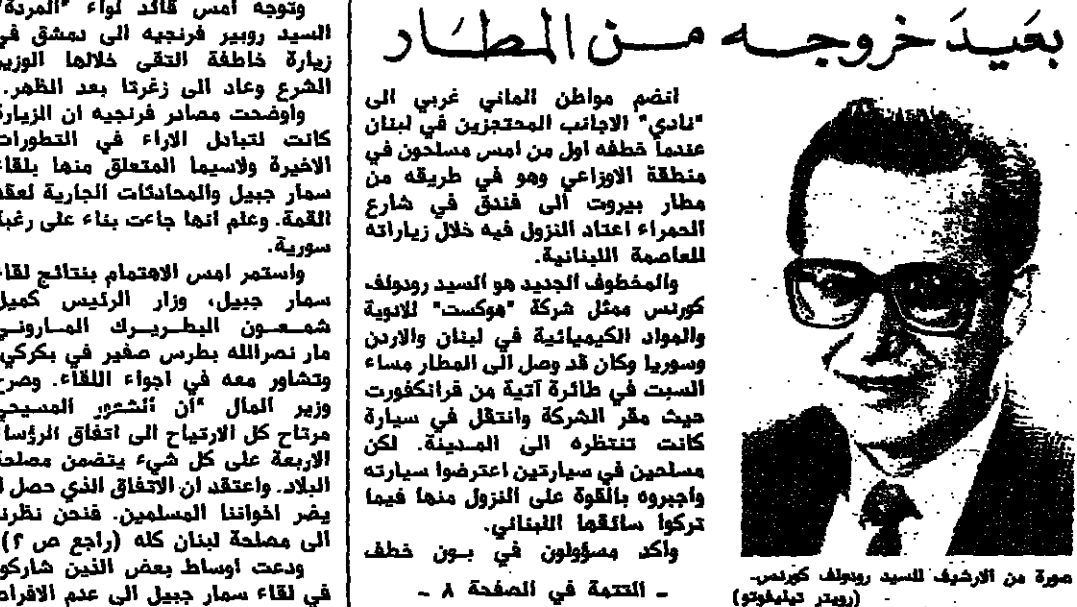 بعيد خروجه من المطار
انضم مواطن الماني غربي الى
"نادي" الاجانب المحتجزين في لبنان
عندما خطفه اول من امس مسلحون في
منطقة الاوزاعي وهو في طريقه من
مطار بيروت الى فندق في شارع
الحمراء اعتاد النزول فيه خلال زياراته
للعاصمة اللبنانية.
والمخطوف الجديد هو السيد رودولف
كورتس ممثل شركة "هوكست" للادوية
والمواد الكيميائية في لبنان والاردن
وسوريا وكان قد وصل الى المطار مساء
السبت في طائرة آتية من فرانكفورت
حيث مقر الشركة وانتقل في سيارة
كانت تنتظره الى المدينة. لكن
مسلحين في سيارتين اعترضوا سيارته
واجبروه بالقوة على النزول منها فيما
تركوا سائقها اللبناني.
واكد مسؤولون في بون خطف
ـ التتمة في الصفحة ٨ ـ
صورة من الارشيف للسيد رودولف كورتس.
(رويتر تيليفوتو)
وتوجه امس قائد لواء "المردة"
السيد روبير فرنجيه الى دمشق في
زيارة خاطفة التقى خلالها الوزير
الشرع وعاد الى زغرتا بعد الظهر.
واوضحت مصادر فرنجيه ان الزيارة
كانت لتبادل الاراء في التطورات
الاخيرة ولاسيما المتعلق منها بلقاء
سمار جبيل والمحادثات الجارية لعقد
القمة. وعلم انها جاءت بناء على رغبة
سورية.
واستمر امس الاهتمام بنتائج لقاء
سمار جبيل، وزار الرئيس كميل
شمعون البطريرك الماروني
مار نصرالله بطرس صفير في بكركي
وتشاور معه في اجواء اللقاء. وصرح
وزير المال "ان الشعور المسيحي
مرتاح كل الارتياح الى اتفاق الرؤساء
الاربعة على كل شيء يتضمن مصلحة
البلاد. واعتقد ان الاتفاق الذي حصل لا
يضر اخواننا المسلمين. فنحن نظرنا
الى مصلحة لبنان كله (راجع ص ٢)
ودعت اوساط بعض الذين شاركوا
في لقاء سمار جبيل الى عدم الافراط